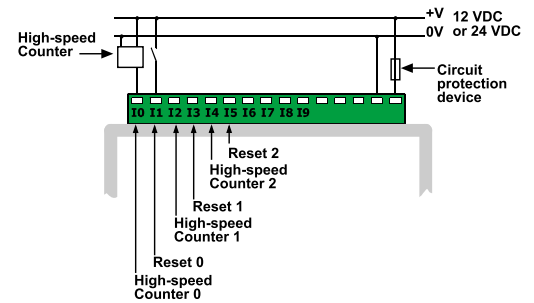 +V 12 VDC
0V or 24 VDC
High-speed
Counter
Circuit
protection
device
I0 I1 I2 I3 I4 I5 I6 I7 I8 I9
Reset 2
High-speed
Counter 2
Reset 1
High-speed
Counter 1
Reset 0
High-speed
Counter 0